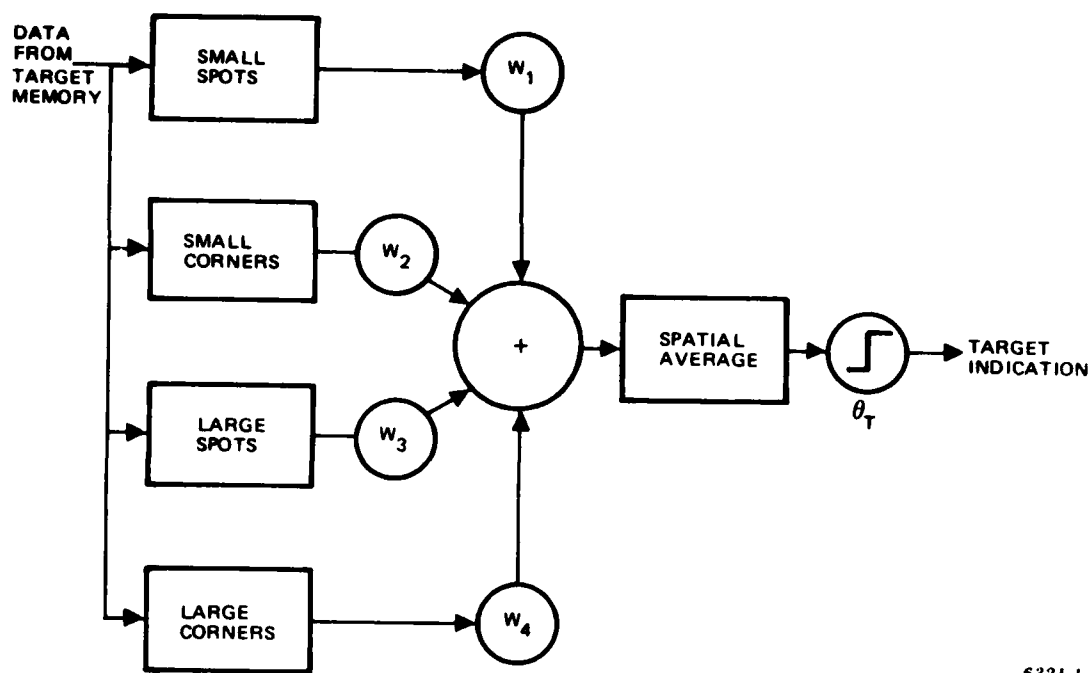 DATA
FROM
TARGET
MEMORY
SMALL
SPOTS
W1
SMALL
CORNERS
W2
+
SPATIAL
AVERAGE
θT
TARGET
INDICATION
LARGE
SPOTS
W3
LARGE
CORNERS
W4